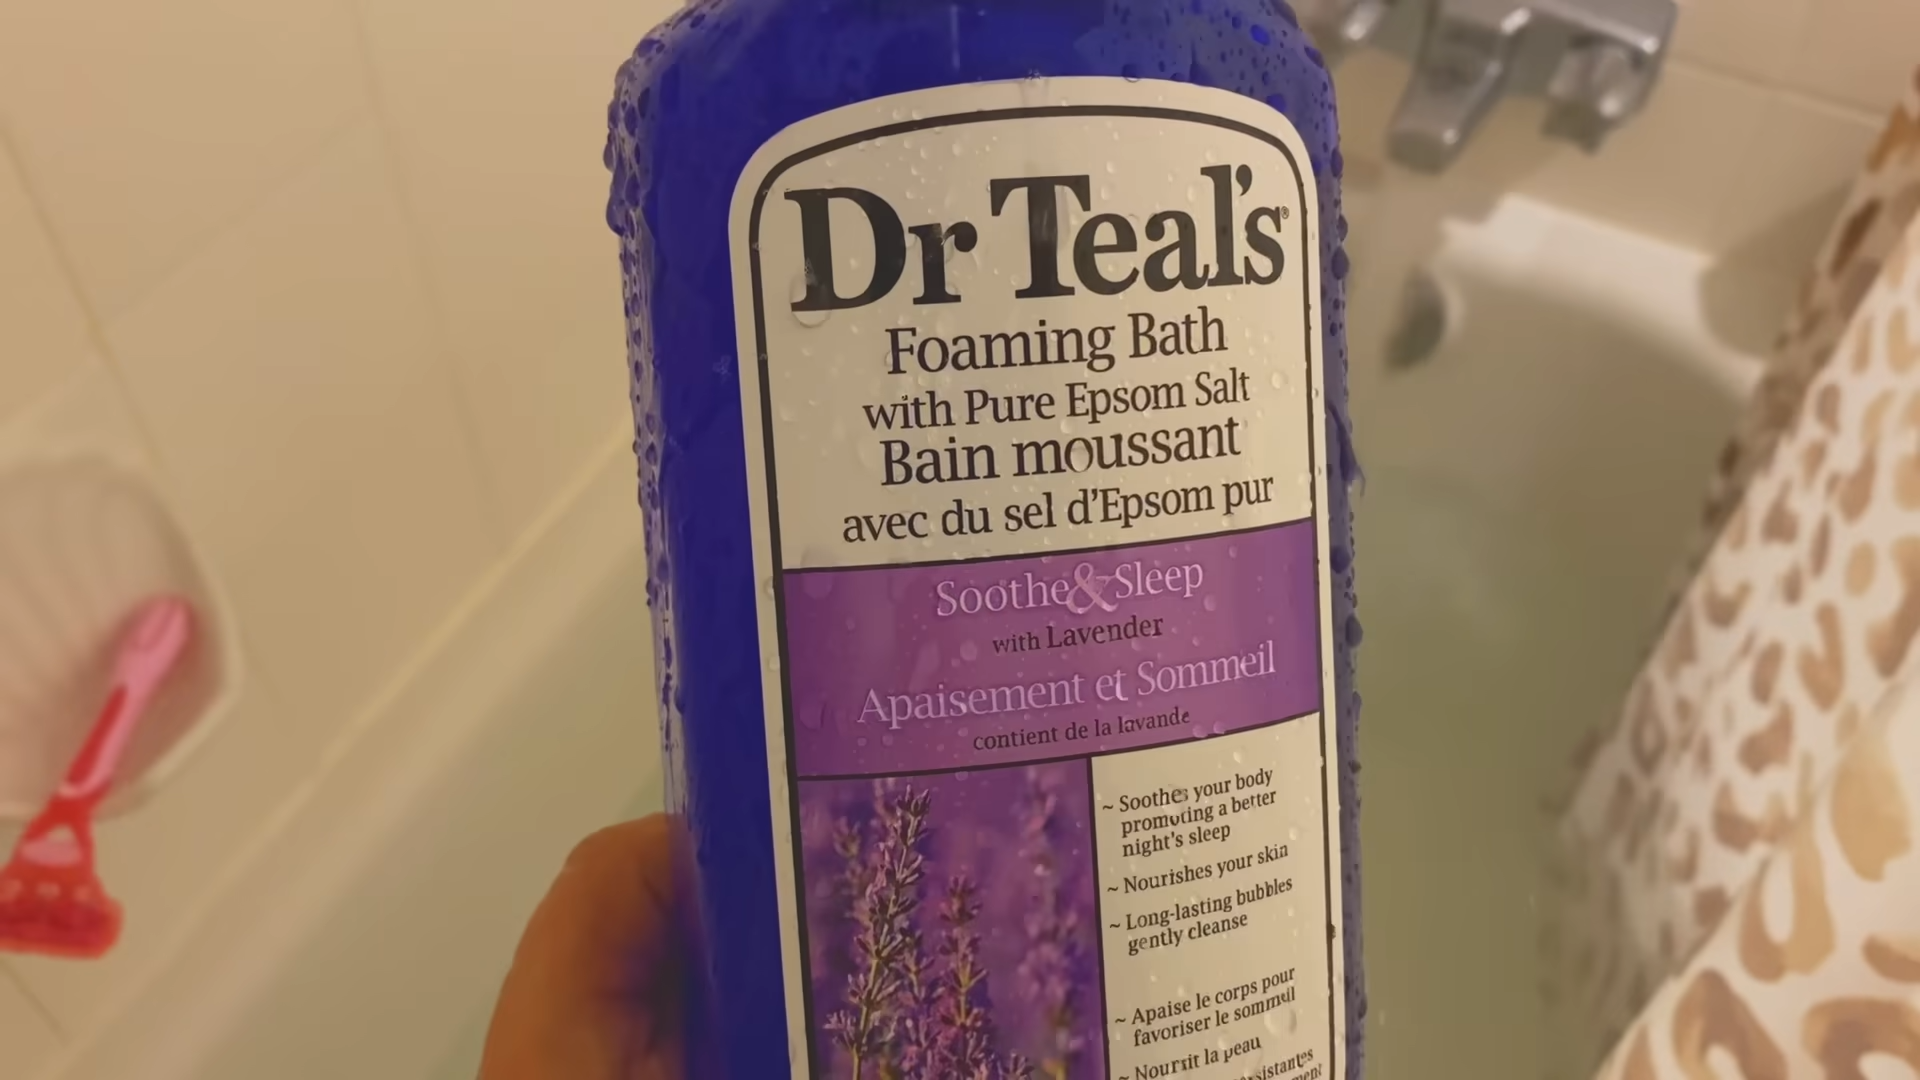 Dr Teal's®
Foaming Bath
with Pure Epsom Salt
Bain moussant
avec du sel d'Epsom pur
Soothe & Sleep
with Lavender
Apaisement et Sommeil
contient de la lavande
~ Soothes your body
promoting a better
night's sleep
~ Nourishes your skin
~ Long-lasting bubbles
gently cleanse
~ Apaise le corps pour
favoriser le sommeil
~ Nourrit la peau